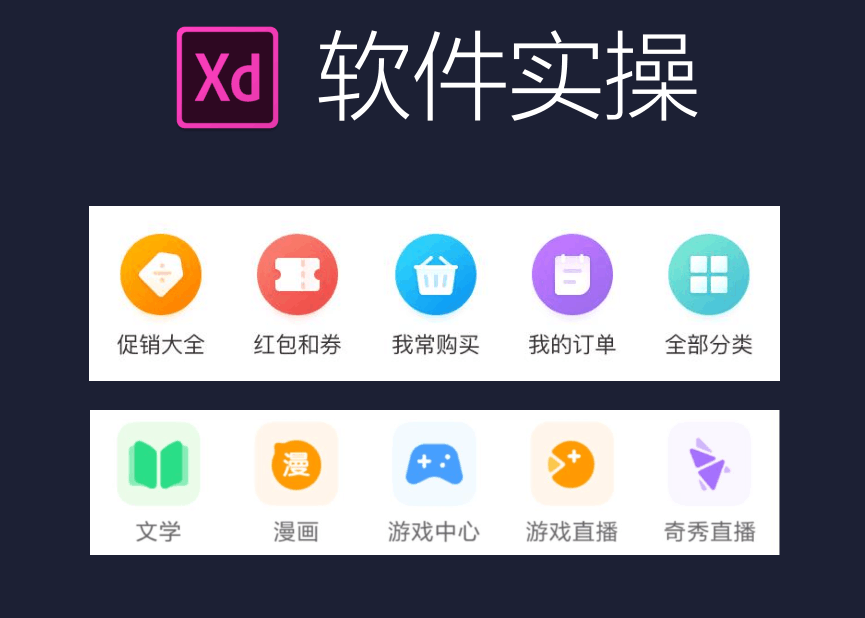 Xd 软件实操
促销大全 红包和券 我常购买 我的订单 全部分类
漫
文学 漫画 游戏中心 游戏直播 奇秀直播